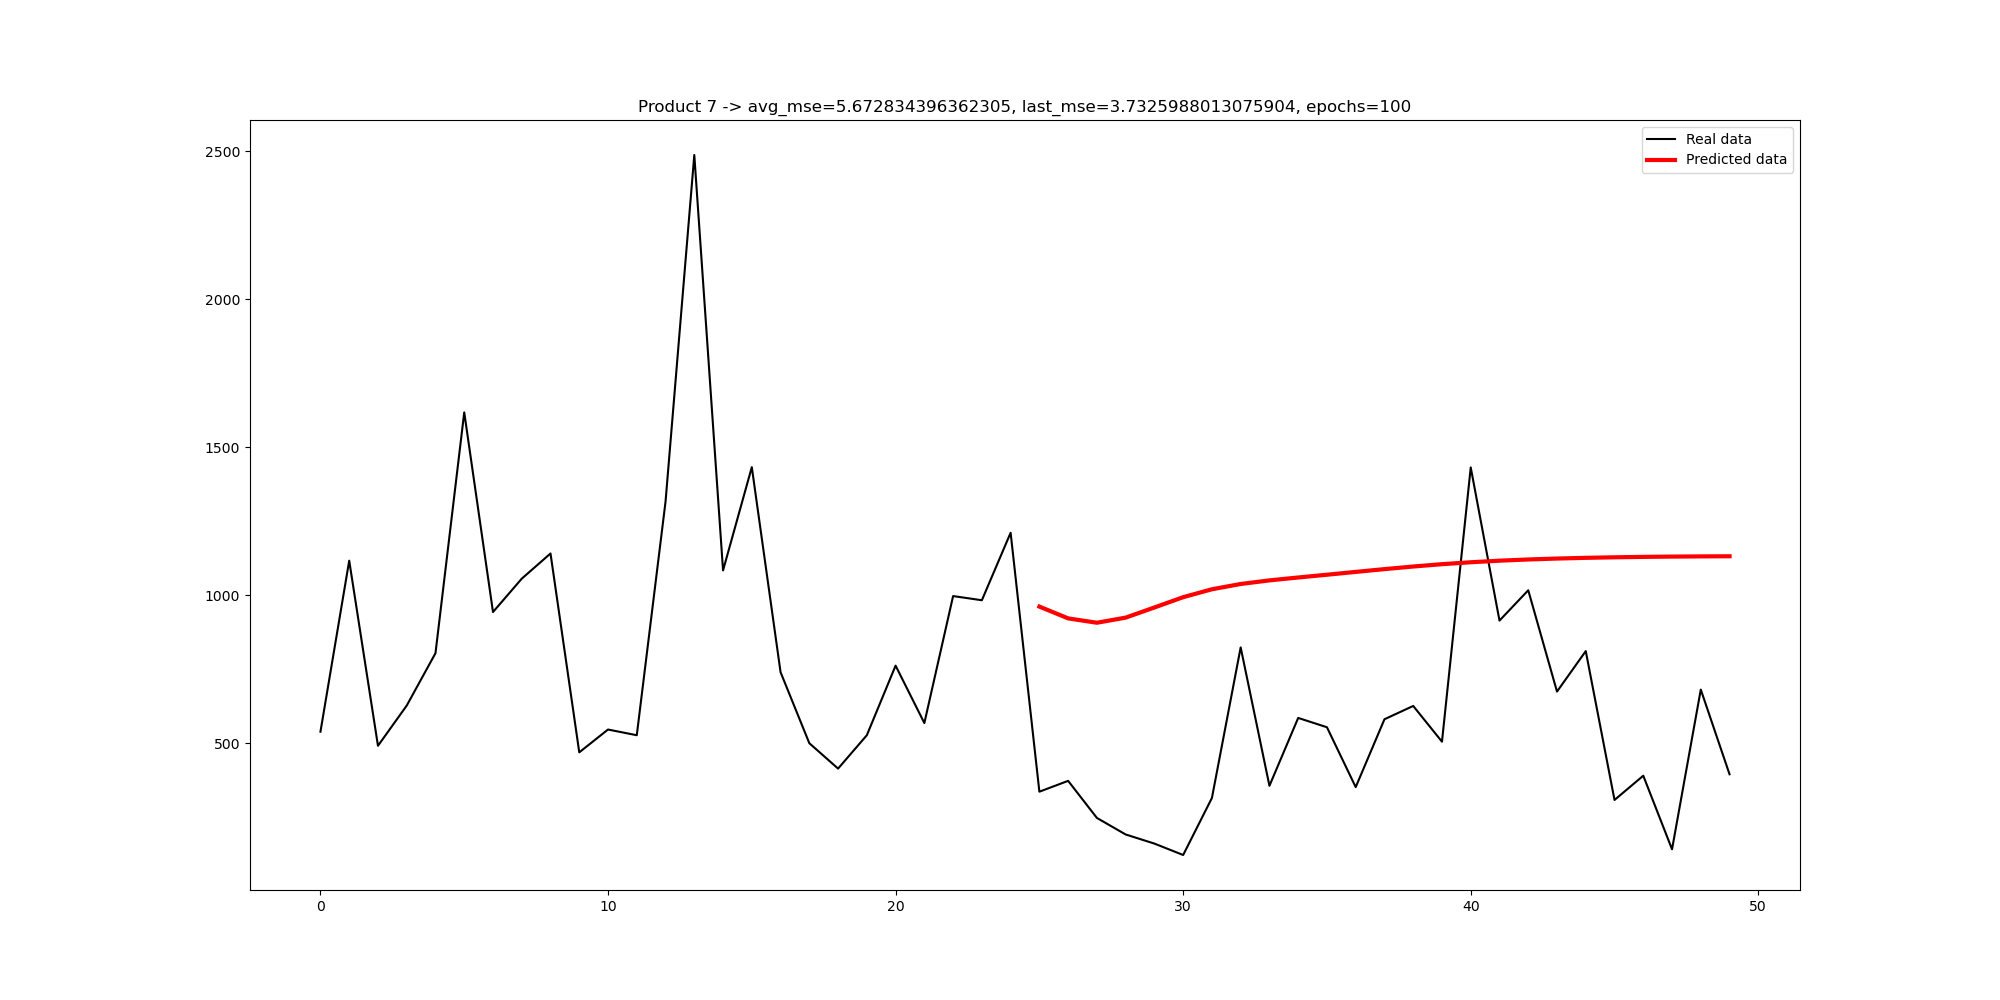 Product 7 -> avg_mse=5.672834396362305, last_mse=3.7325988013075904, epochs=100
Real data
Predicted data
2500
2000
1500
1000
500
0 10 20 30 40 50